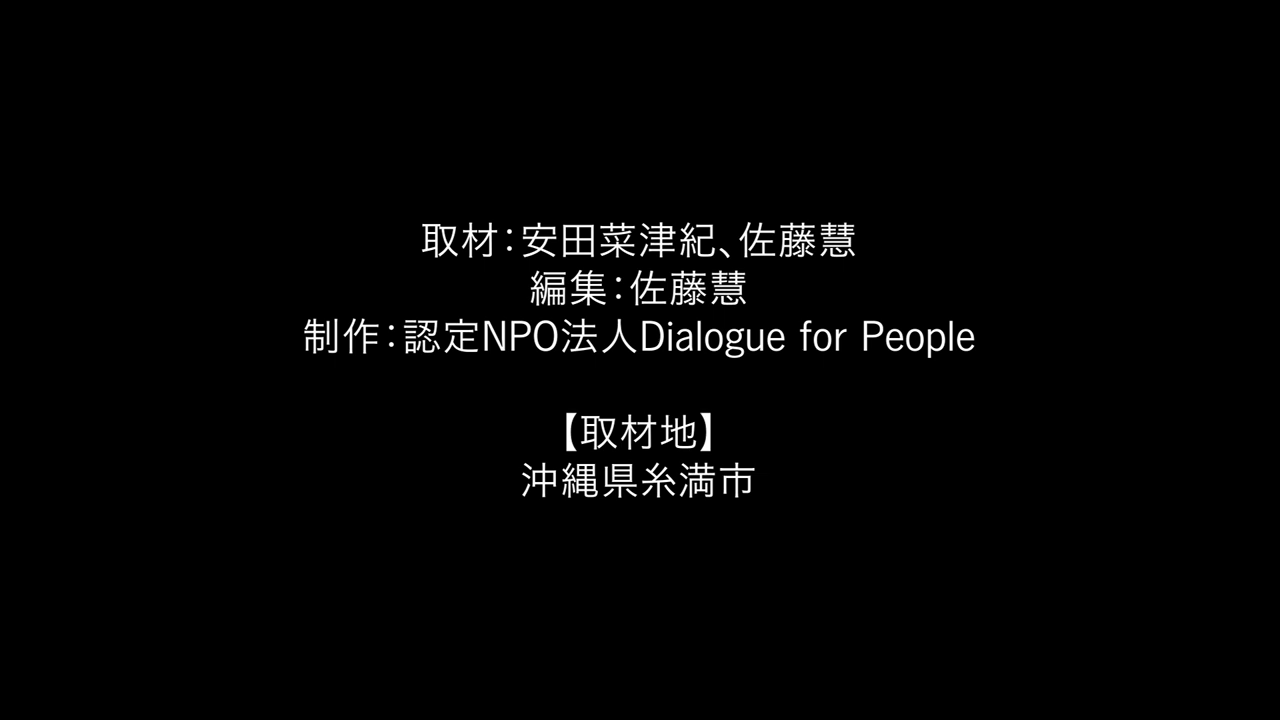 取材：安田菜津紀、佐藤慧
編集：佐藤慧
制作：認定NPO法人Dialogue for People
【取材地】
沖縄県糸満市